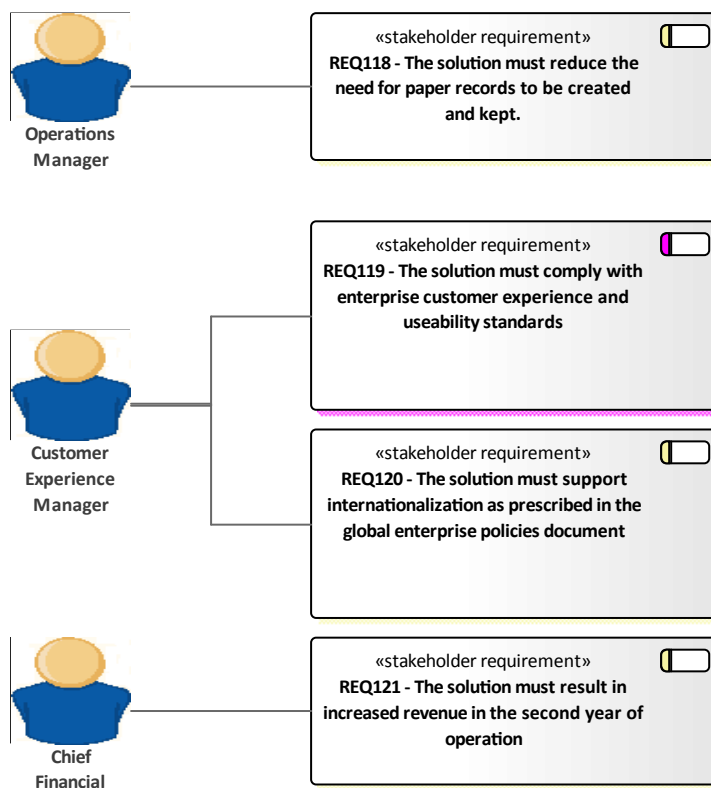 Operations
Manager
«stakeholder requirement»
REQ118 - The solution must reduce the
need for paper records to be created
and kept.
Customer
Experience
Manager
«stakeholder requirement»
REQ119 - The solution must comply with
enterprise customer experience and
useability standards
«stakeholder requirement»
REQ120 - The solution must support
internationalization as prescribed in the
global enterprise policies document
Chief
Financial
«stakeholder requirement»
REQ121 - The solution must result in
increased revenue in the second year of
operation